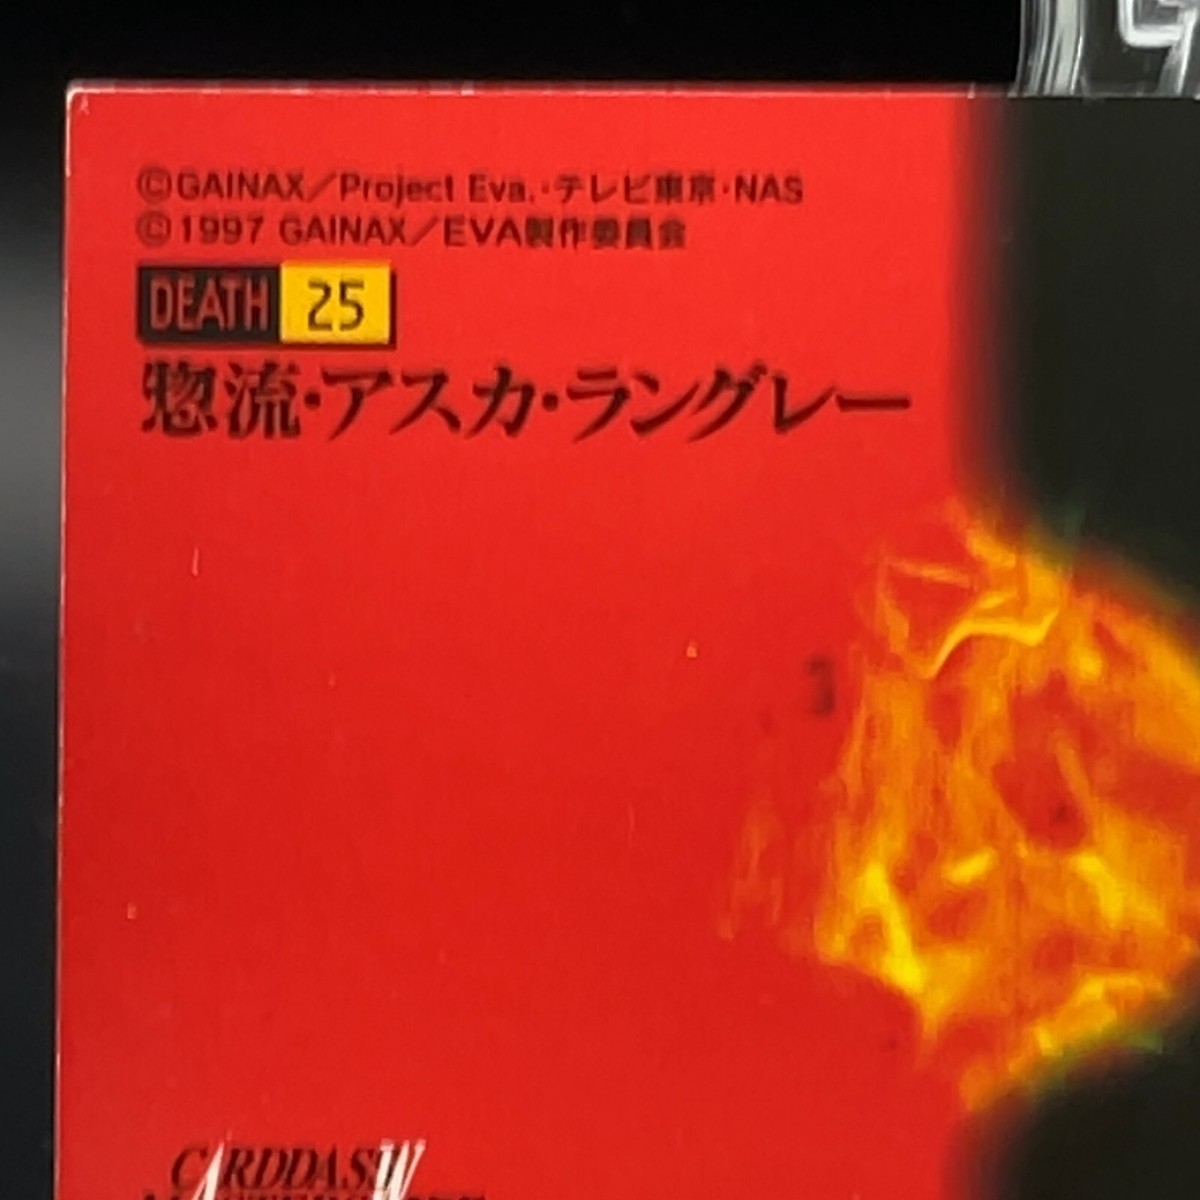 ©GAINAX／Project Eva.・テレビ東京・NAS
©1997 GAINAX／EVA製作委員会
DEATH 25
惣流・アスカ・ラングレー
CARDDASS